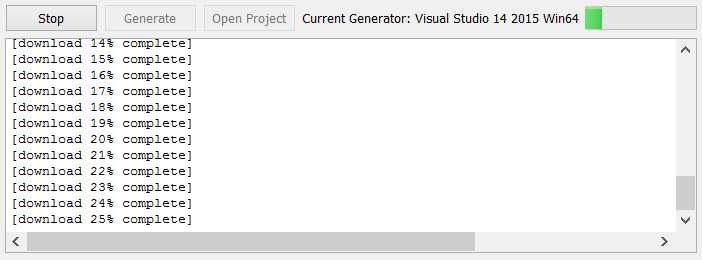 Stop Generate Open Project Current Generator: Visual Studio 14 2015 Win64
[download 14% complete]
[download 15% complete]
[download 16% complete]
[download 17% complete]
[download 18% complete]
[download 19% complete]
[download 20% complete]
[download 21% complete]
[download 22% complete]
[download 23% complete]
[download 24% complete]
[download 25% complete]